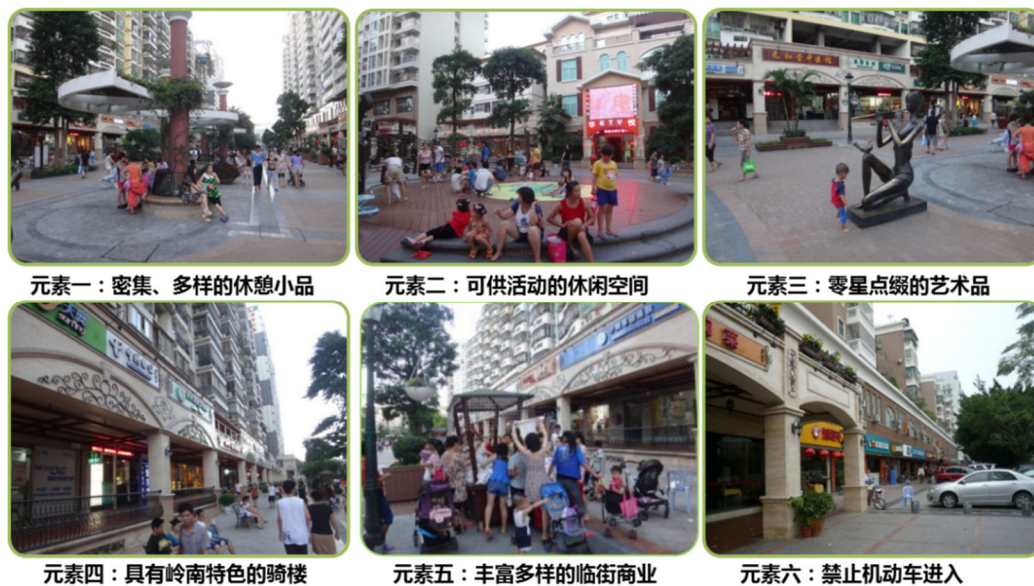 元素一：密集、多样的休憩小品
元素二：可供活动的休闲空间
元素三：零星点缀的艺术品
KTV
元素四：具有岭南特色的骑楼
元素五：丰富多样的临街商业
元素六：禁止机动车进入